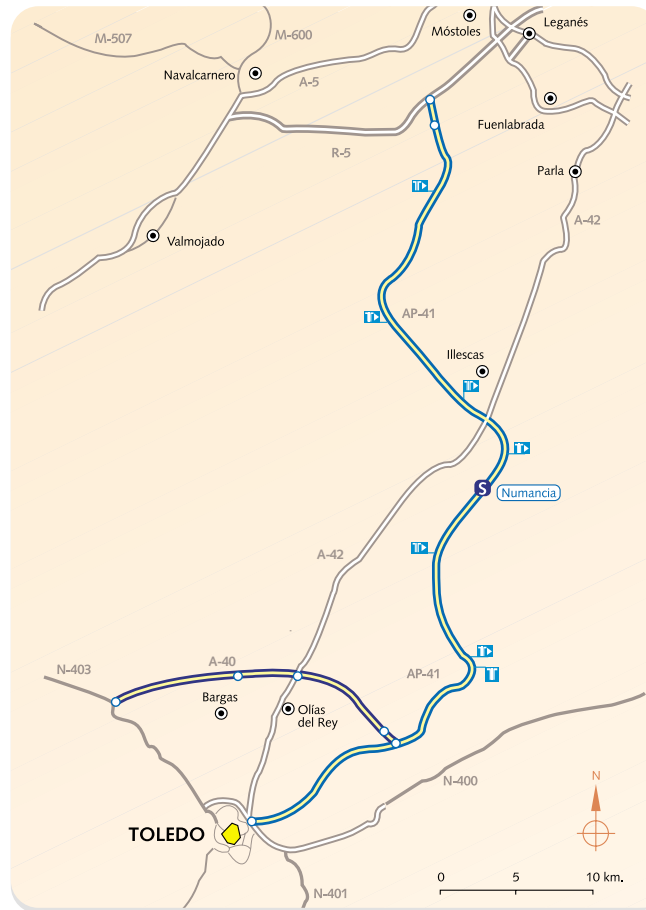 Leganés
Móstoles
M-507
M-600
Navalcarnero
A-5
Fuenlabrada
R-5
Parla
T
A-42
Valmojado
T
AP-41
Illescas
T
T
S
Numancia
T
A-42
T
N-403
A-40
AP-41
T
Bargas
Olías
del Rey
N-400
N
TOLEDO
0 5 10 km.
N-401